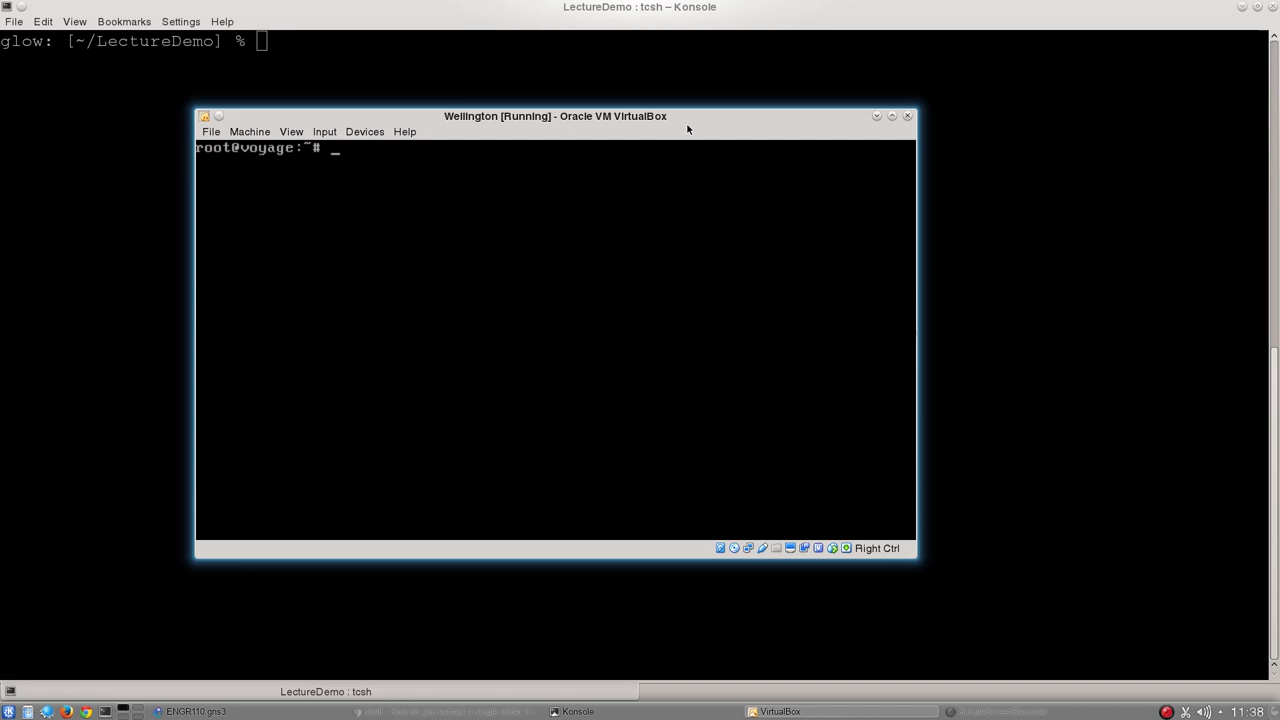 LectureDemo : tcsh – Konsole
File Edit View Bookmarks Settings Help
glow: [~/LectureDemo] %
Wellington [Running] - Oracle VM VirtualBox
File Machine View Input Devices Help
root@voyage:~# _
Right Ctrl
LectureDemo : tcsh
ENGR110 gns3
Konsole
VirtualBox
SimpleScreenRecorder
11:38